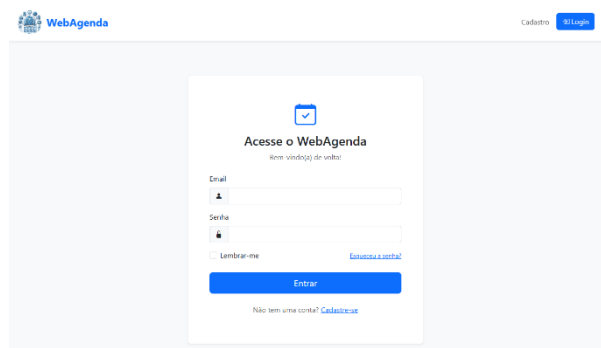 WebAgenda
Cadastro Login
Acesse o WebAgenda
Bem-vindo(a) de volta!
Email
Senha
Lembrar-me Esqueceu a senha?
Entrar
Não tem uma conta? Cadastre-se